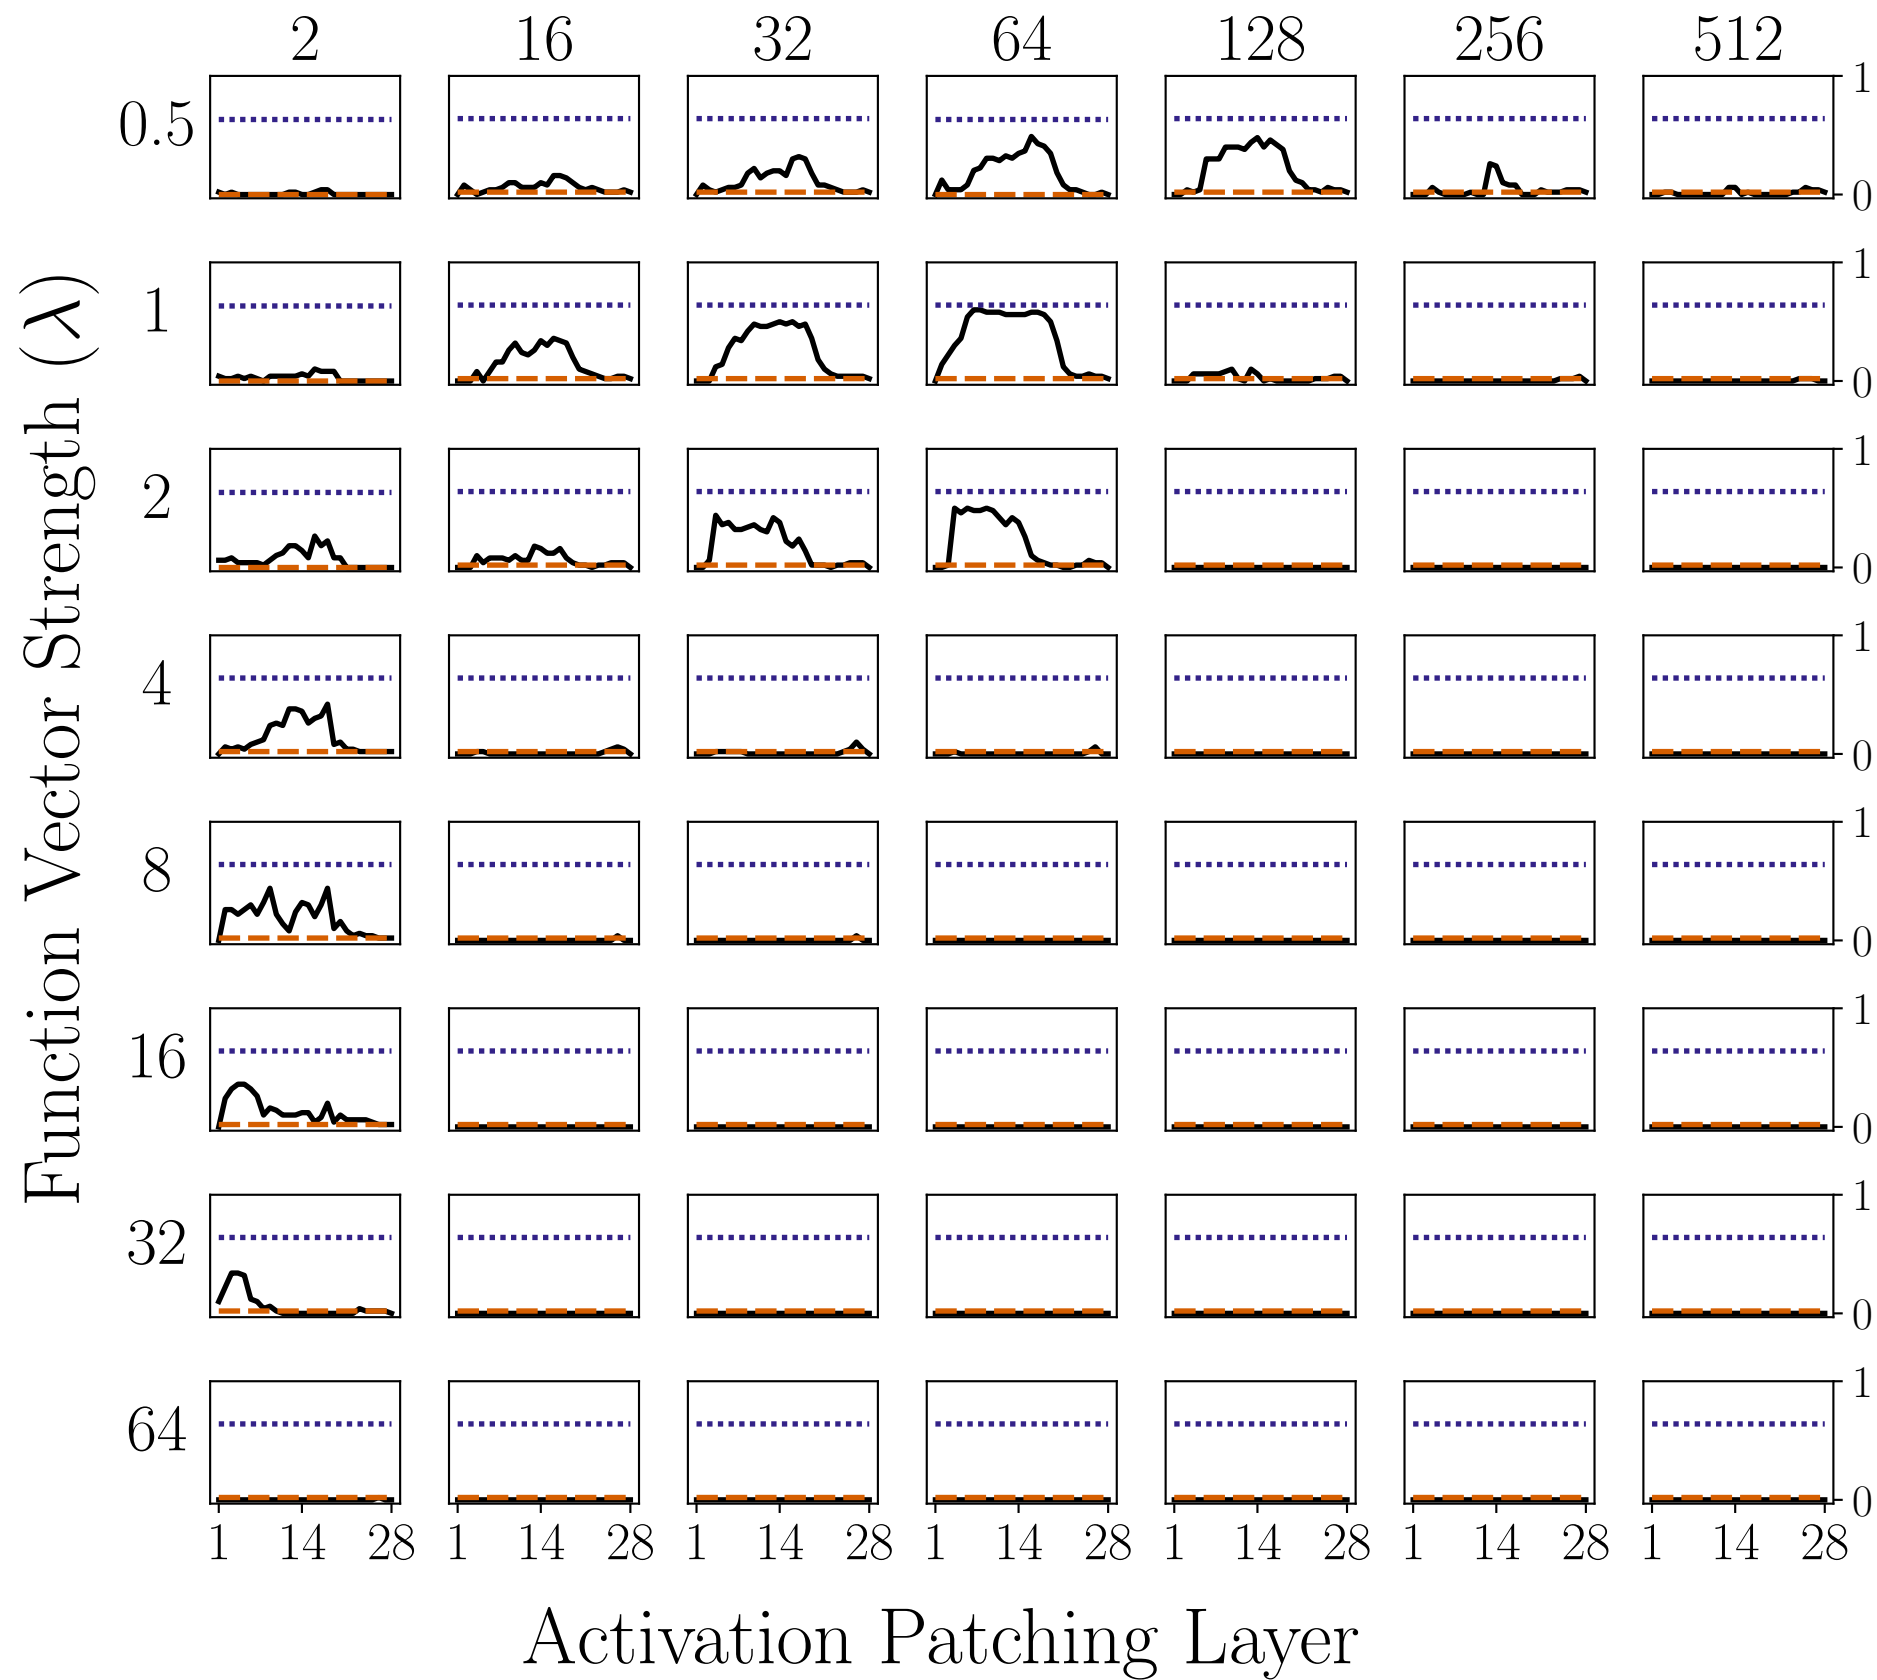 2 16 32 64 128 256 512
0.5 1 0
1 1 0
2 1 0
4 1 0
8 1 0
16 1 0
32 1 0
64 1 0
1 14 28 1 14 28 1 14 28 1 14 28 1 14 28 1 14 28 1 14 28
Function Vector Strength (λ)
Activation Patching Layer